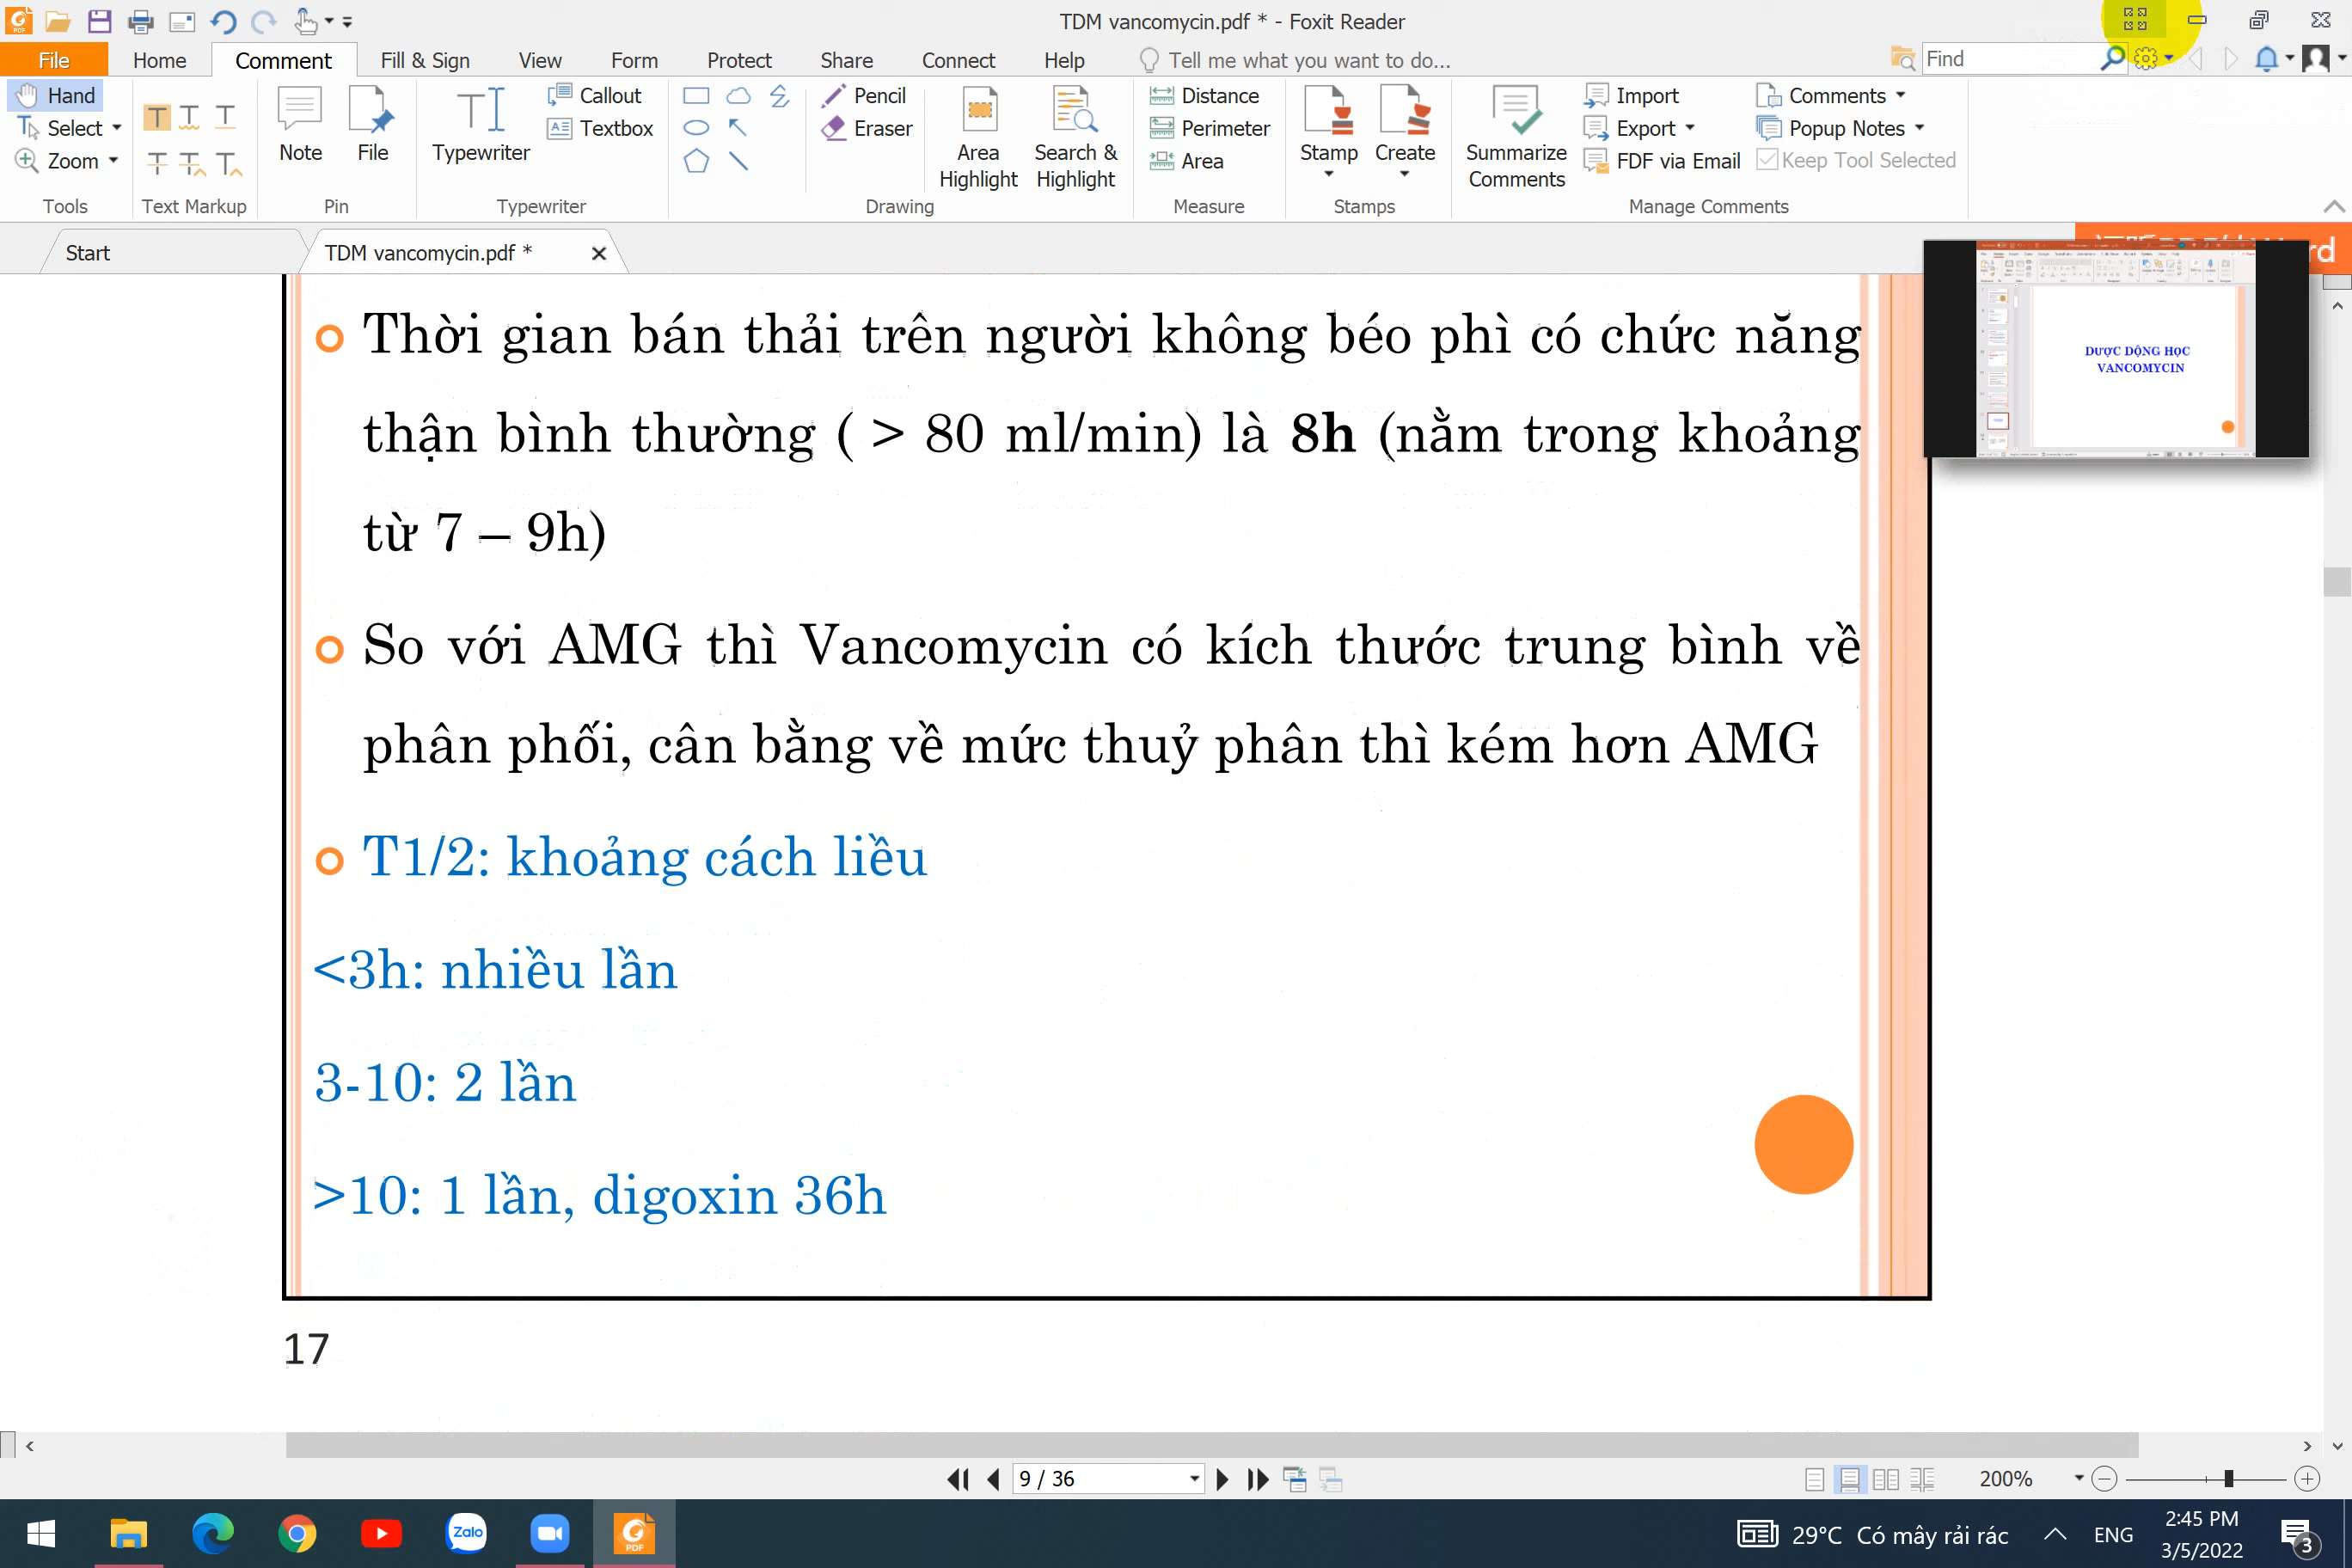 TDM vancomycin.pdf * - Foxit Reader
File Home Comment Fill & Sign View Form Protect Share Connect Help Tell me what you want to do... Find
Hand
Select
Zoom
Tools
Text Markup
Note File
Pin
Typewriter
Callout
Textbox
Typewriter
Pencil
Eraser
Area Highlight
Search & Highlight
Drawing
Distance
Perimeter
Area
Measure
Stamp Create
Stamps
Summarize Comments
Import
Export
FDF via Email
Comments
Popup Notes
Keep Tool Selected
Manage Comments
Start
TDM vancomycin.pdf *
DƯỢC ĐỘNG HỌC
VANCOMYCIN
Thời gian bán thải trên người không béo phì có chức năng
thận bình thường ( > 80 ml/min) là 8h (nằm trong khoảng
từ 7 – 9h)
So với AMG thì Vancomycin có kích thước trung bình về
phân phối, cân bằng về mức thuỷ phân thì kém hơn AMG
T1/2: khoảng cách liều
<3h: nhiều lần
3-10: 2 lần
>10: 1 lần, digoxin 36h
17
9 / 36
200%
Zalo
PDF
29°C Có mây rải rác
ENG
2:45 PM
3/5/2022
3